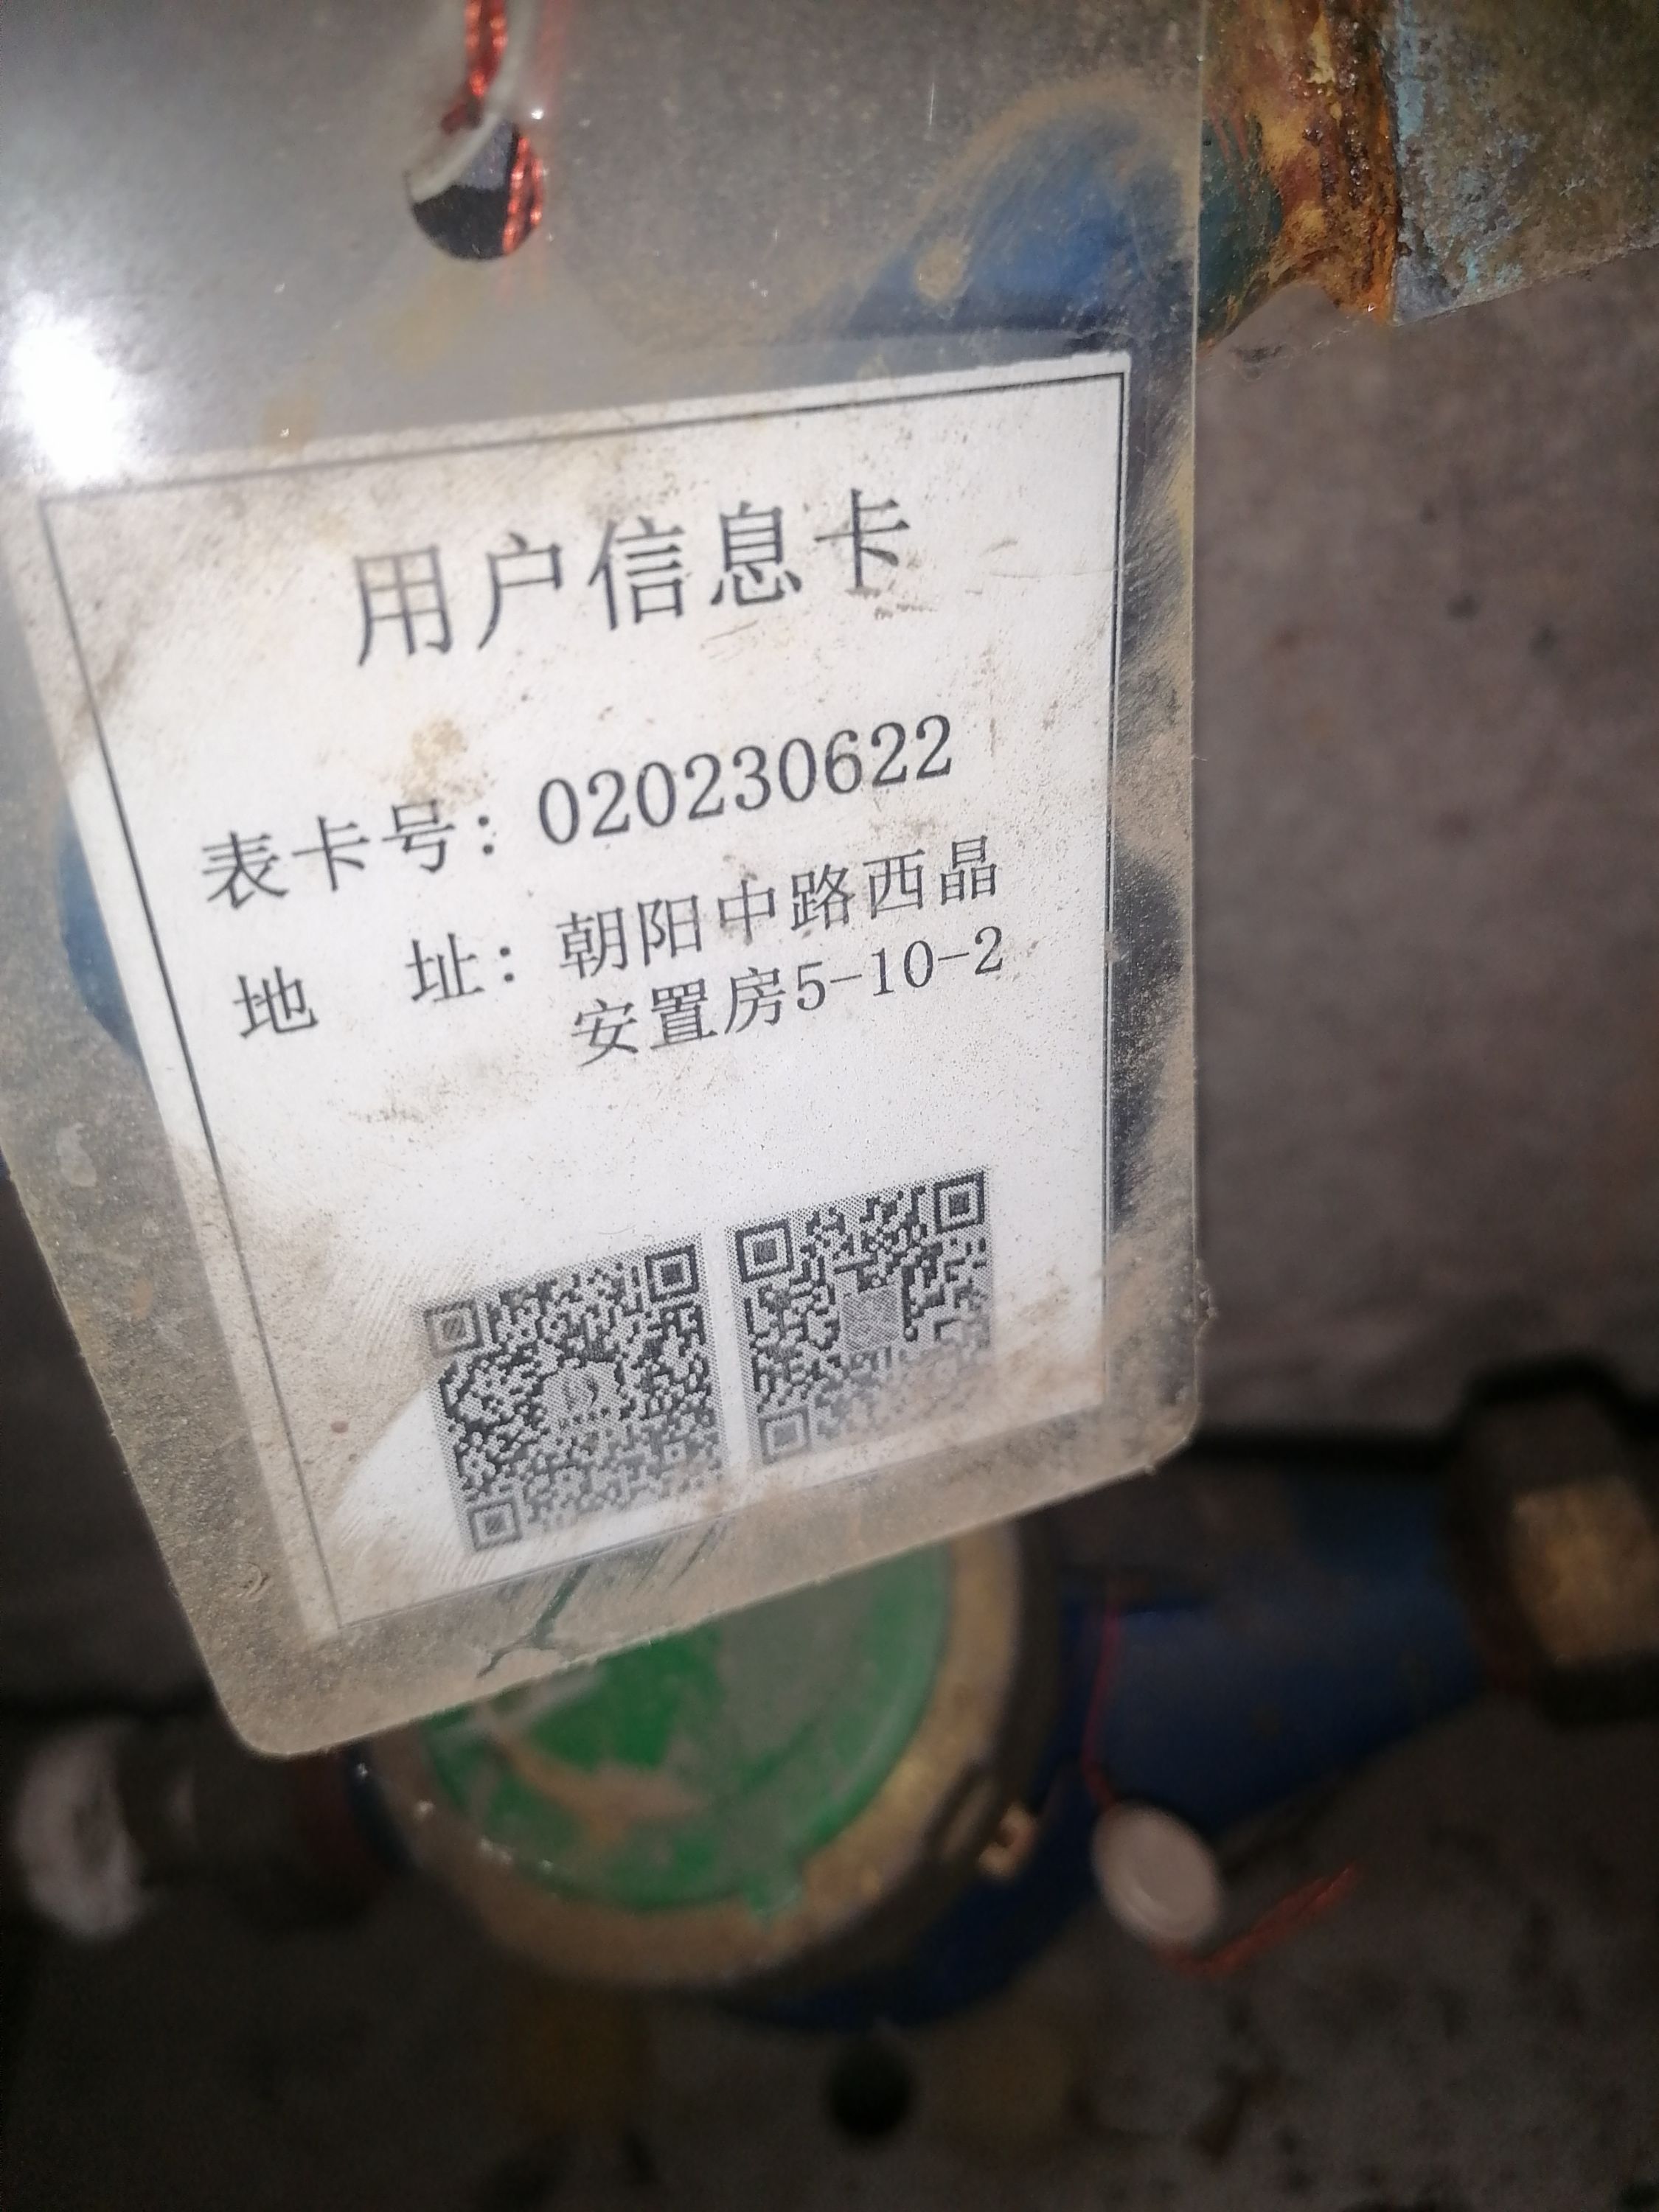 用户信息卡
表卡号：020230622
地 址：朝阳中路西晶
安置房5-10-2